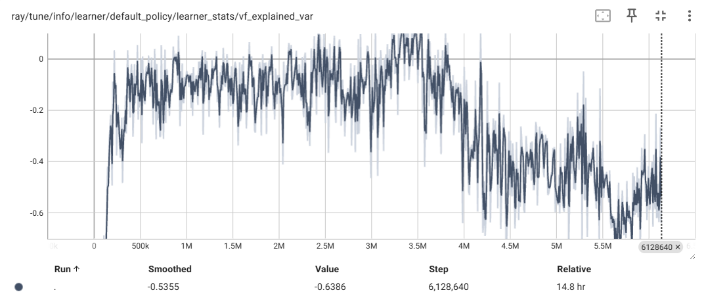 ray/tune/info/learner/default_policy/learner_stats/vf_explained_var
0
-0.2
-0.4
-0.6
0 500k 1M 1.5M 2M 2.5M 3M 3.5M 4M 4.5M 5M 5.5M 6128640 ×
Run ↑ Smoothed Value Step Relative
. -0.5355 -0.6386 6,128,640 14.8 hr